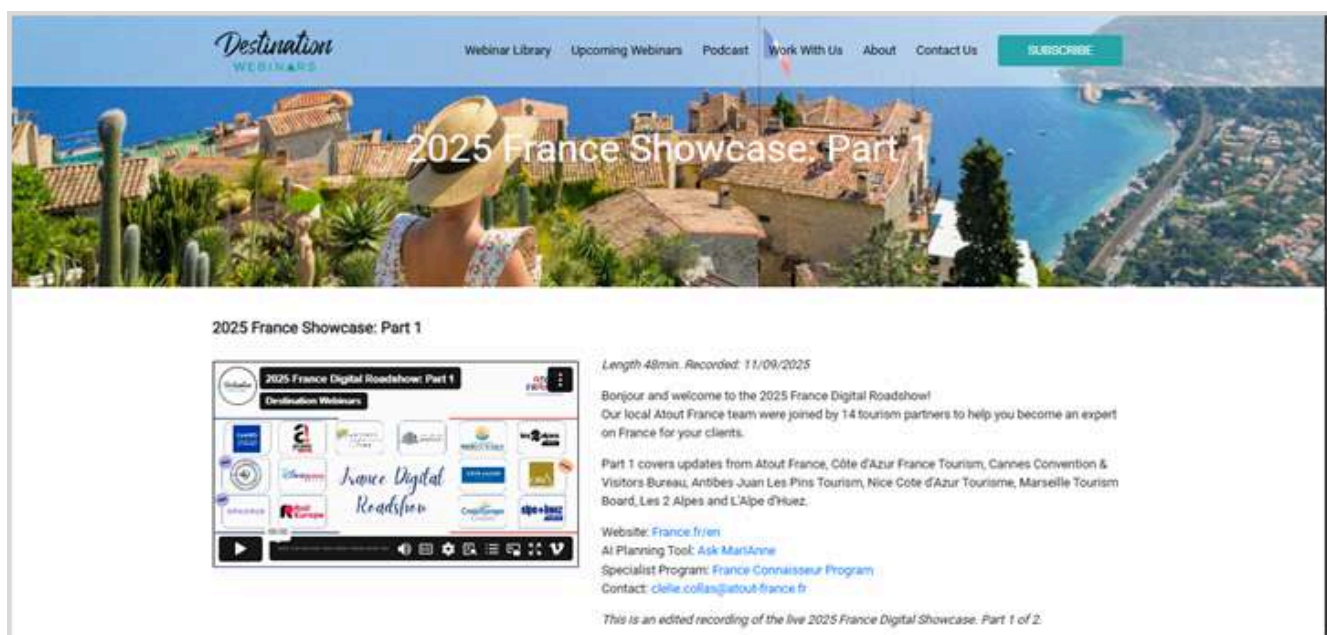 Destination
WEBINARS
Webinar Library
Upcoming Webinars
Podcast
Work With Us
About
Contact Us
SUBSCRIBE
2025 France Showcase: Part 1
2025 France Showcase: Part 1
2025 France Digital Roadshow: Part 1
Destination Webinars
France Digital
Roadshow
Length 48min. Recorded: 11/09/2025
Bonjour and welcome to the 2025 France Digital Roadshow!
Our local Atout France team were joined by 14 tourism partners to help you become an expert
on France for your clients.
Part 1 covers updates from Atout France, Côte d'Azur France Tourism, Cannes Convention &
Visitors Bureau, Antibes Juan Les Pins Tourism, Nice Cote d'Azur Tourisme, Marseille Tourism
Board, Les 2 Alpes and L'Alpe d'Huez.
Website: France.fr/en
AI Planning Tool: Ask MariAnne
Specialist Program: France Connaisseur Program
Contact: clelie.collas@atout-france.fr
This is an edited recording of the live 2025 France Digital Showcase. Part 1 of 2.